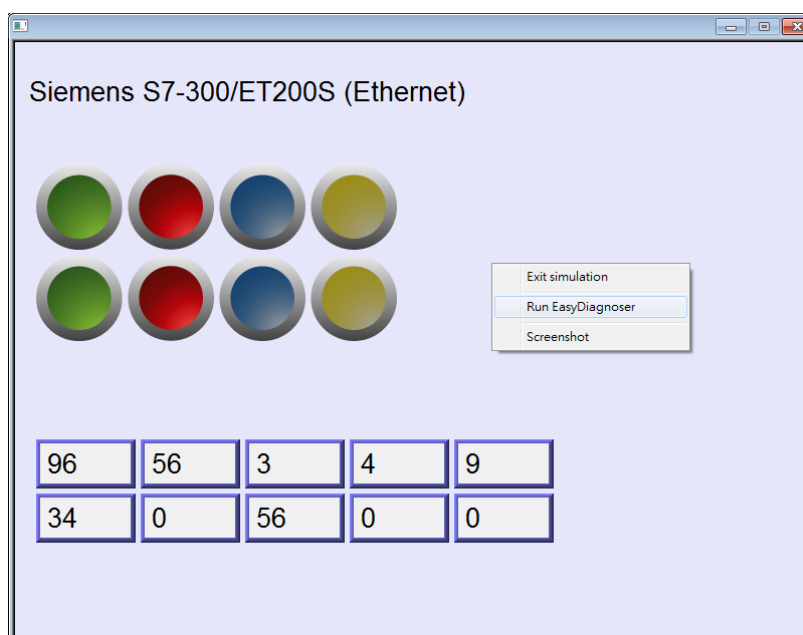 Siemens S7-300/ET200S (Ethernet)
Exit simulation
Run EasyDiagnoser
Screenshot
96 56 3 4 9
34 0 56 0 0